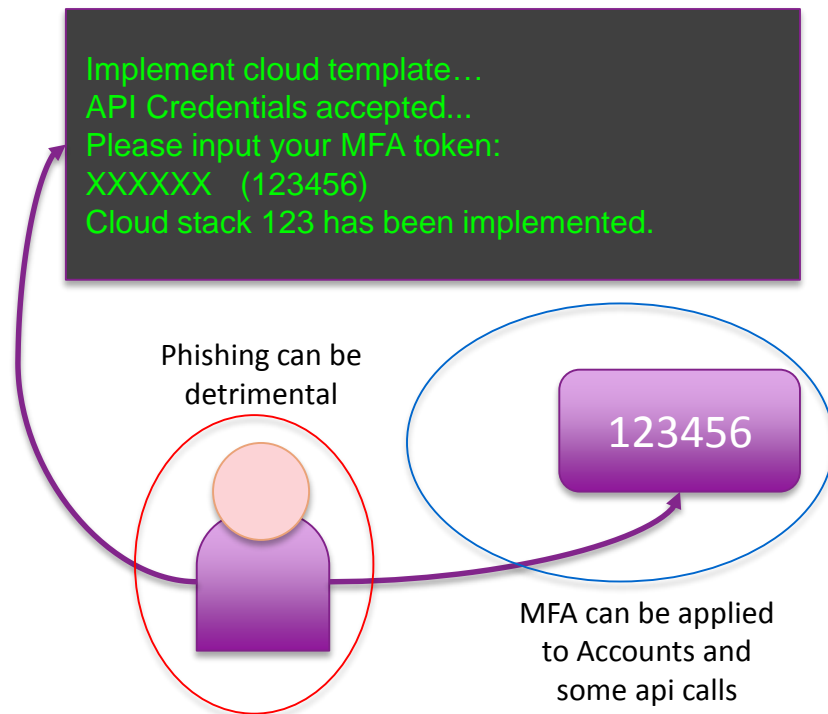 Implement cloud template…
API Credentials accepted...
Please input your MFA token:
XXXXXX (123456)
Cloud stack 123 has been implemented.
Phishing can be
detrimental
123456
MFA can be applied
to Accounts and
some api calls